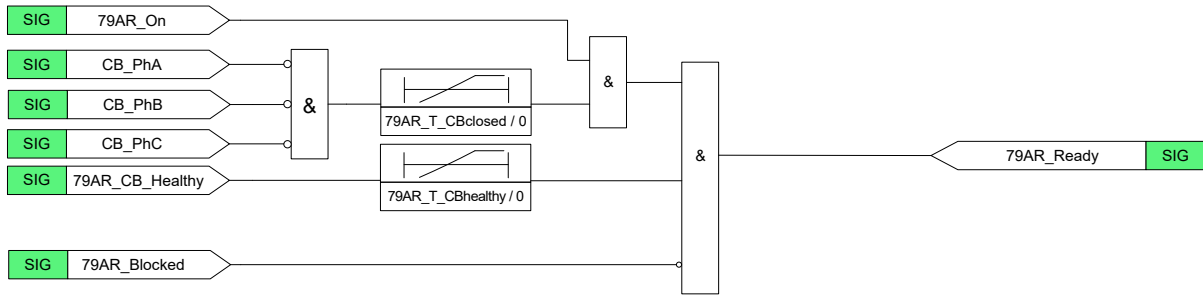 SIG 79AR_On
SIG CB_PhA
SIG CB_PhB
SIG CB_PhC
SIG 79AR_CB_Healthy
SIG 79AR_Blocked
&
79AR_T_CBclosed / 0
79AR_T_CBhealthy / 0
&
&
79AR_Ready SIG